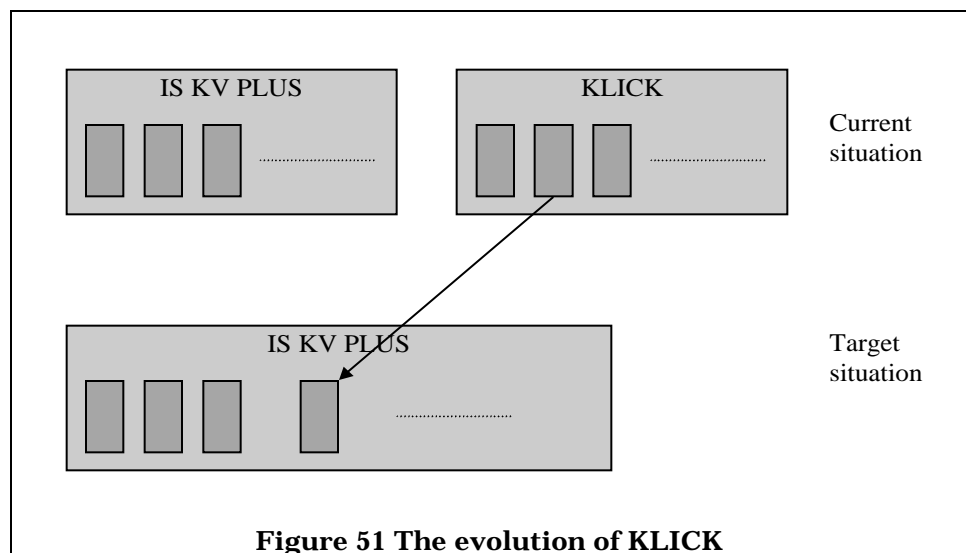 IS KV PLUS
KLICK
Current
situation
IS KV PLUS
Target
situation
Figure 51 The evolution of KLICK